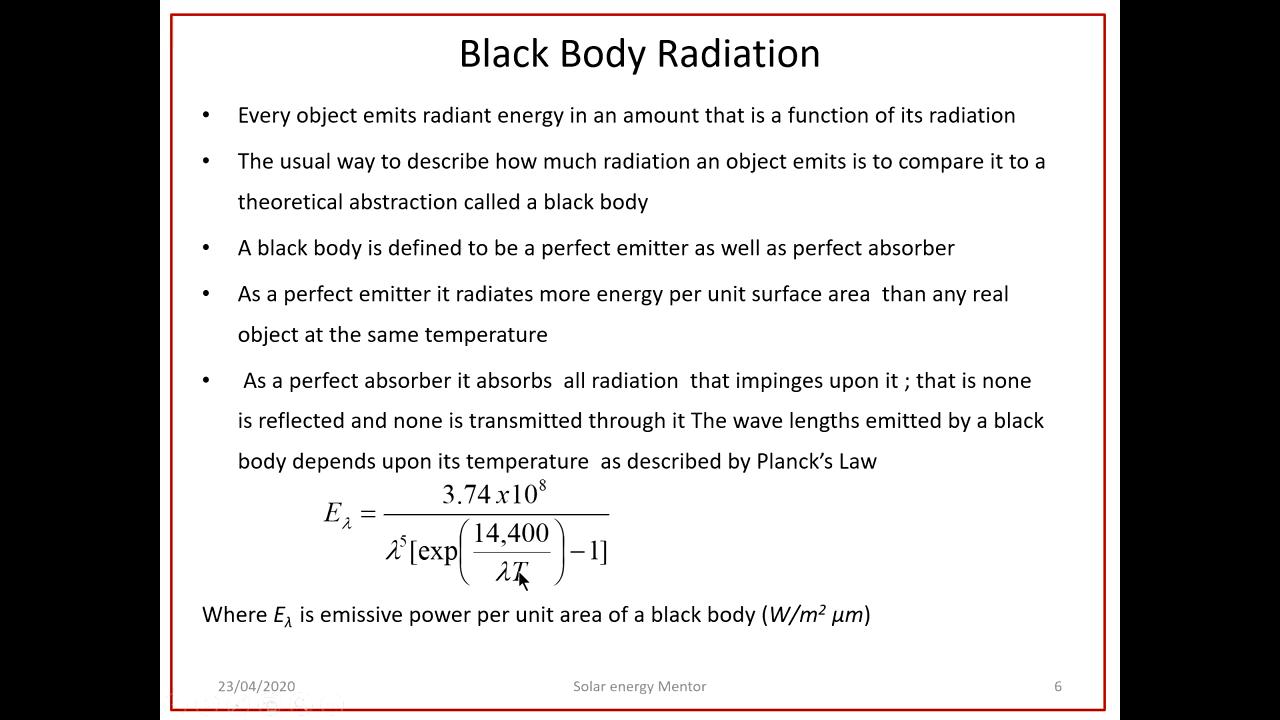 Black Body Radiation
• Every object emits radiant energy in an amount that is a function of its radiation
• The usual way to describe how much radiation an object emits is to compare it to a
theoretical abstraction called a black body
• A black body is defined to be a perfect emitter as well as perfect absorber
• As a perfect emitter it radiates more energy per unit surface area than any real
object at the same temperature
• As a perfect absorber it absorbs all radiation that impinges upon it ; that is none
is reflected and none is transmitted through it The wave lengths emitted by a black
body depends upon its temperature as described by Planck's Law
E_λ = 3.74 x10^8 / λ^5 [exp(14,400 / λT) − 1]
Where E_λ is emissive power per unit area of a black body (W/m² µm)
23/04/2020 Solar energy Mentor 6